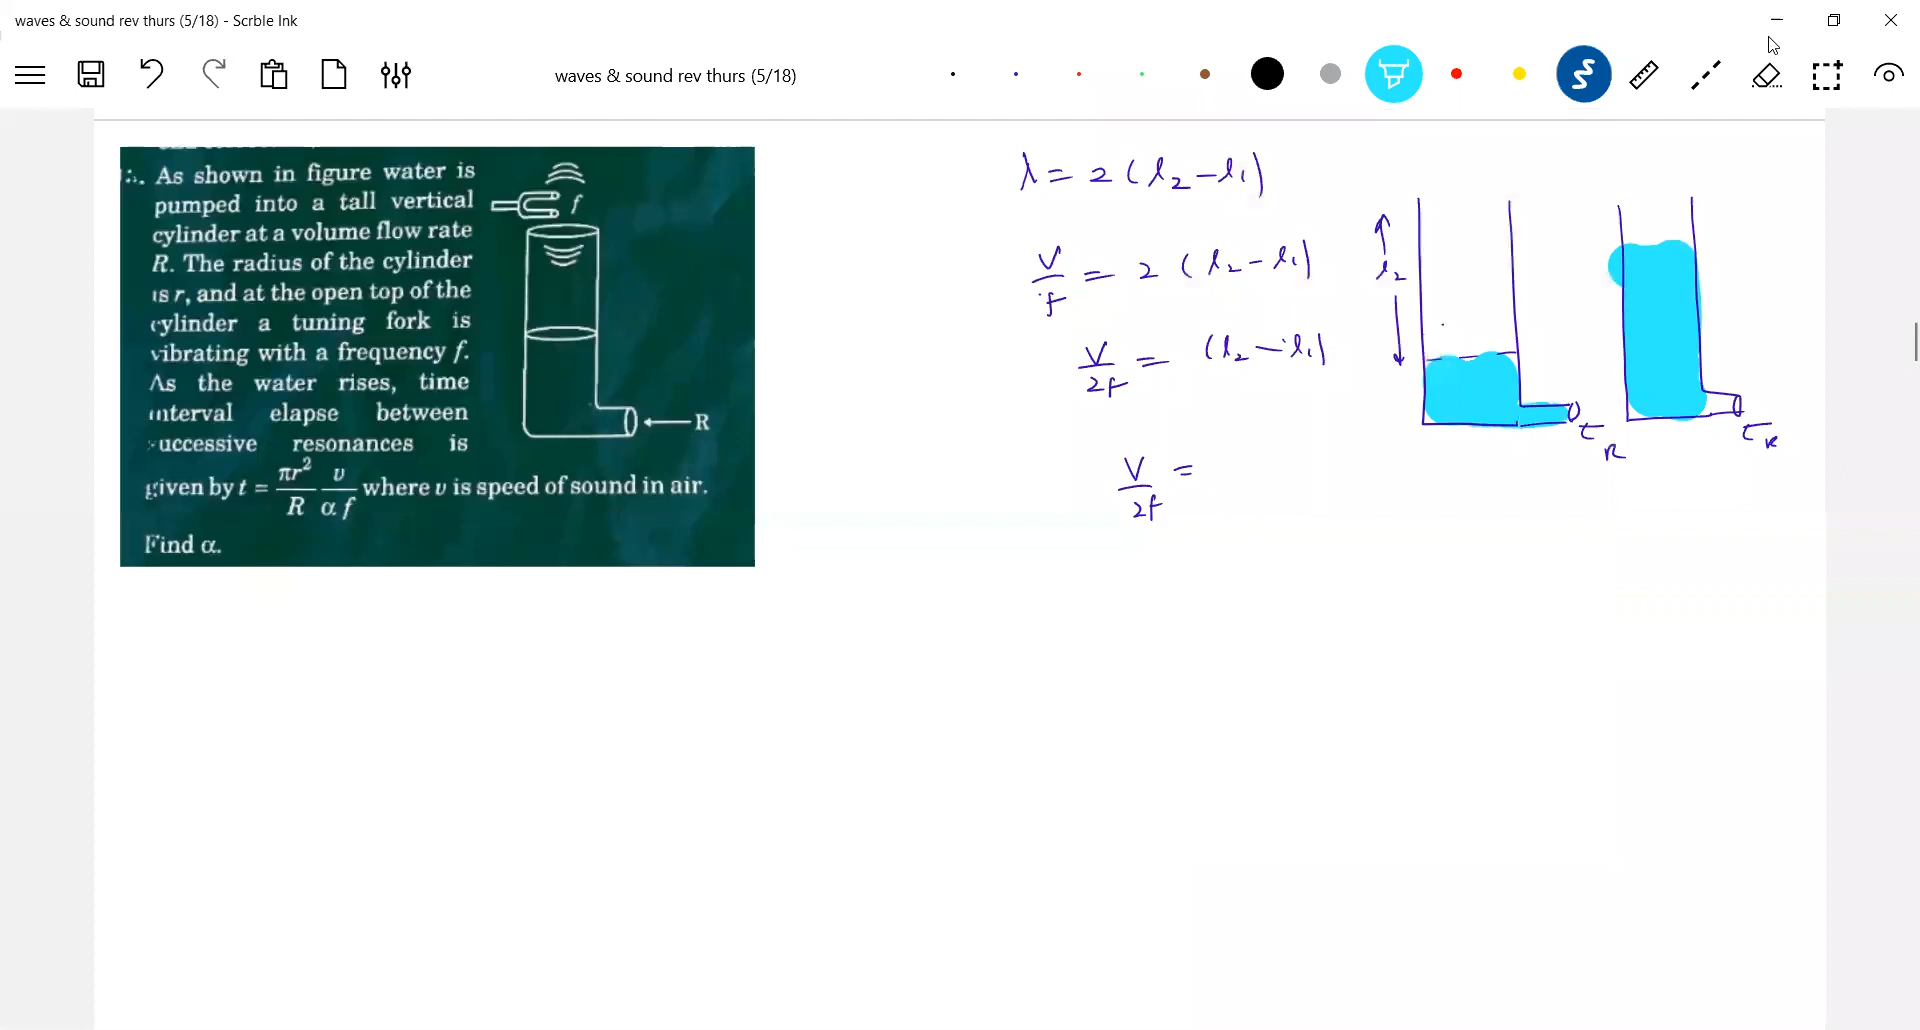 waves & sound rev thurs (5/18) - Scrble Ink
waves & sound rev thurs (5/18)
As shown in figure water is
pumped into a tall vertical
cylinder at a volume flow rate
R. The radius of the cylinder
is r, and at the open top of the
cylinder a tuning fork is
vibrating with a frequency f.
As the water rises, time
interval elapse between
successive resonances is
given by t = πr²/R v/αf where v is speed of sound in air.
Find α.
f
R
λ = 2 (l₂ - l₁)
V/f = 2 (l₂ - l₁)
V/2f = (l₂ - l₁)
V/2f =
l₂
R
R